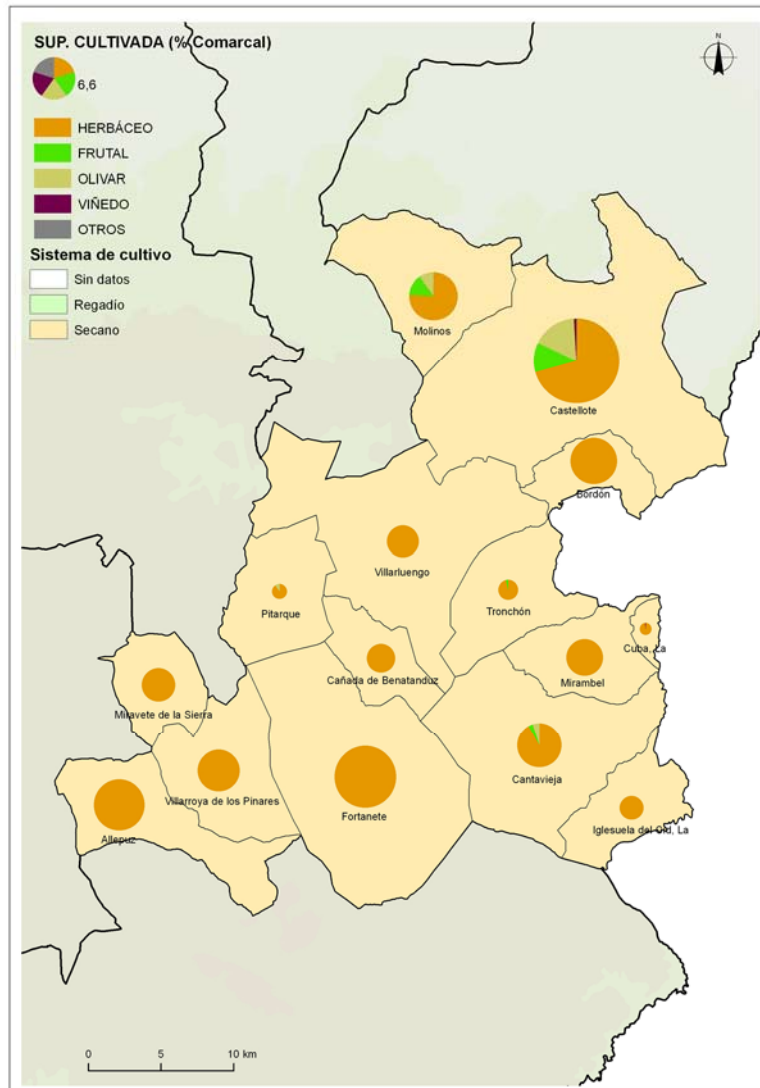 SUP. CULTIVADA (% Comarcal)
N
6,6
HERBÁCEO
FRUTAL
OLIVAR
VIÑEDO
OTROS
Sistema de cultivo
Sin datos
Regadío
Secano
Molinos
Castellote
Bordón
Villarluengo
Pitarque
Tronchón
Cuba, La
Cañada de Benatanduz
Mirambel
Miravete de la Sierra
Cantavieja
Villarroya de los Pinares
Fortanete
Allepuz
Iglesuela del Cid, La
0 5 10 km